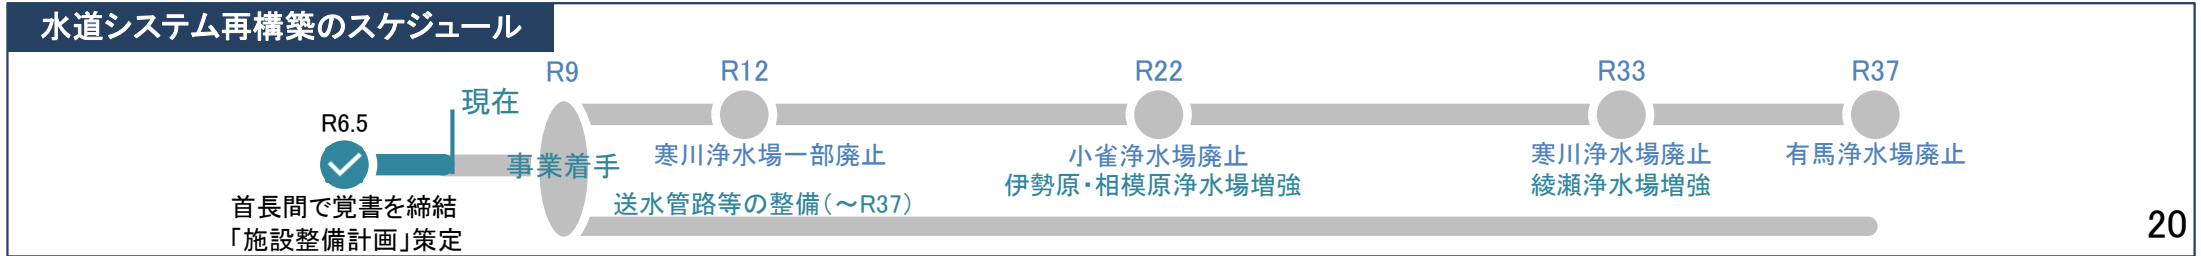 水道システム再構築のスケジュール
R6.5
現在
首長間で覚書を締結
「施設整備計画」策定
R9
事業着手
R12
寒川浄水場一部廃止
R22
小雀浄水場廃止
伊勢原・相模原浄水場増強
R33
寒川浄水場廃止
綾瀬浄水場増強
R37
有馬浄水場廃止
送水管路等の整備(～R37)
20